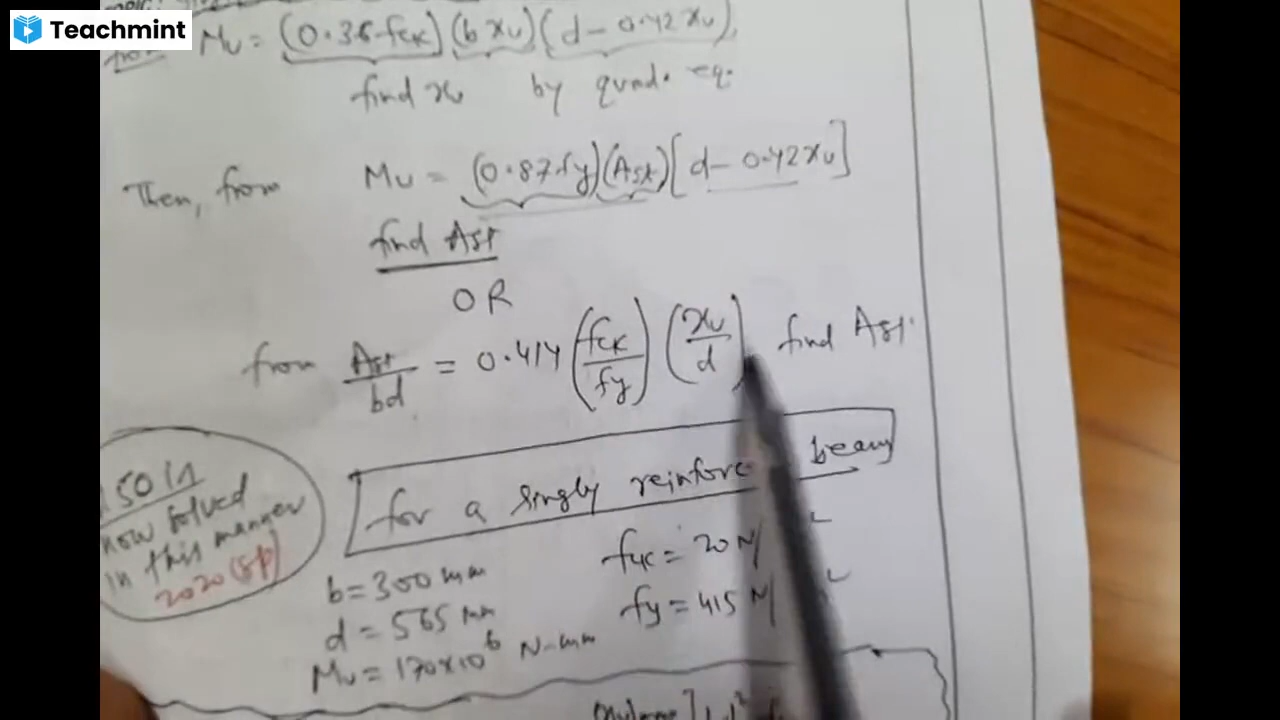 Teachmint
Mu = (0.36 fck) (b xu) (d - 0.42 xu)
find xu by quad. eq.
Then, from Mu = (0.87 fy) (Ast) [d - 0.42 xu]
find Ast
OR
from Ast/bd = 0.414 (fck/fy) (xu/d) find Ast.
for a singly reinforce beam
now solved
in this manner
2020 (sp)
b = 300 mm
fck = 20 N/
d = 565 mm
fy = 415 N/
Mu = 170x10^6 N-mm